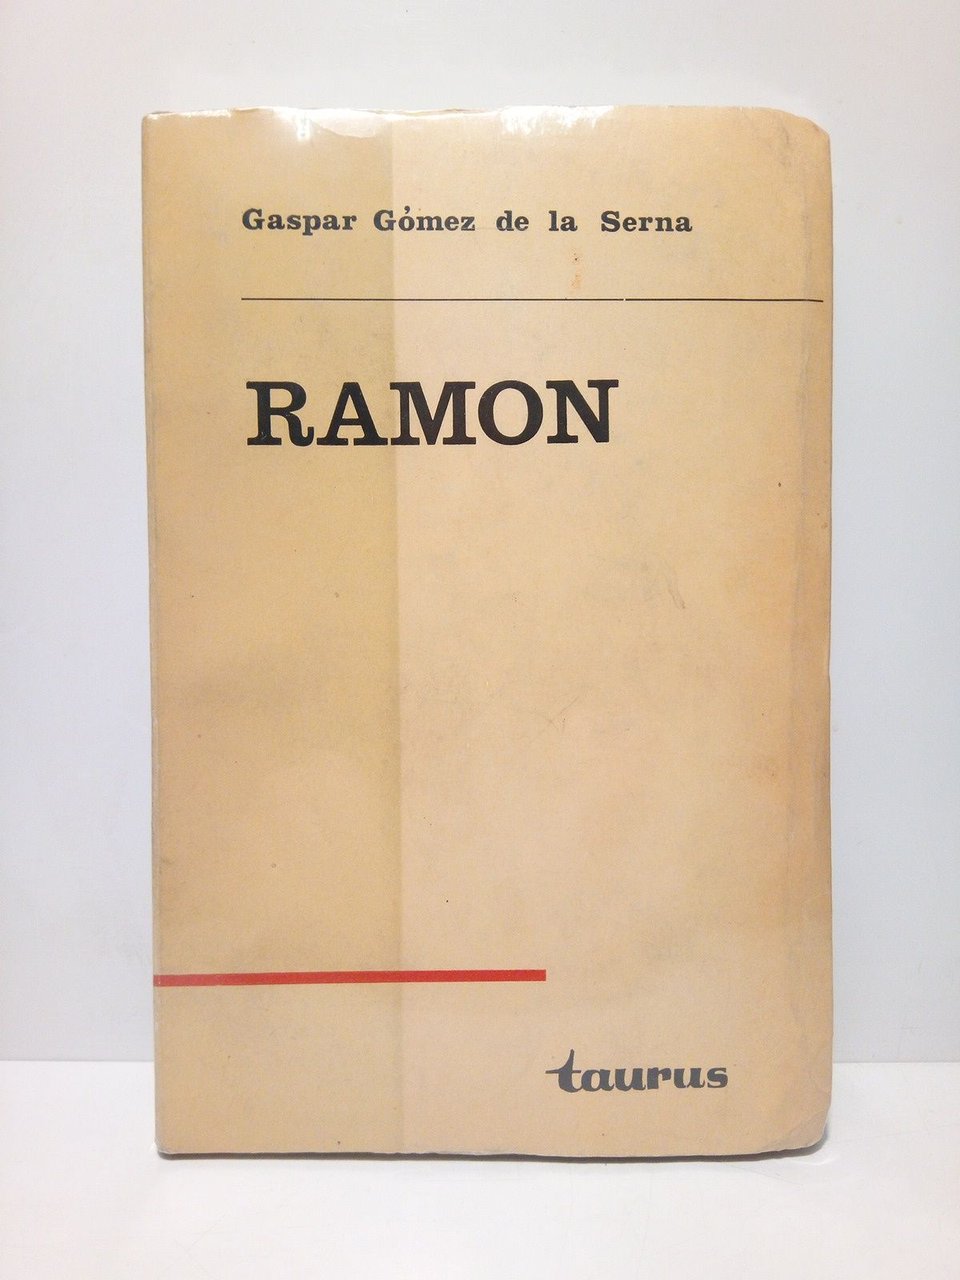 Gaspar Gómez de la Serna
RAMON
taurus